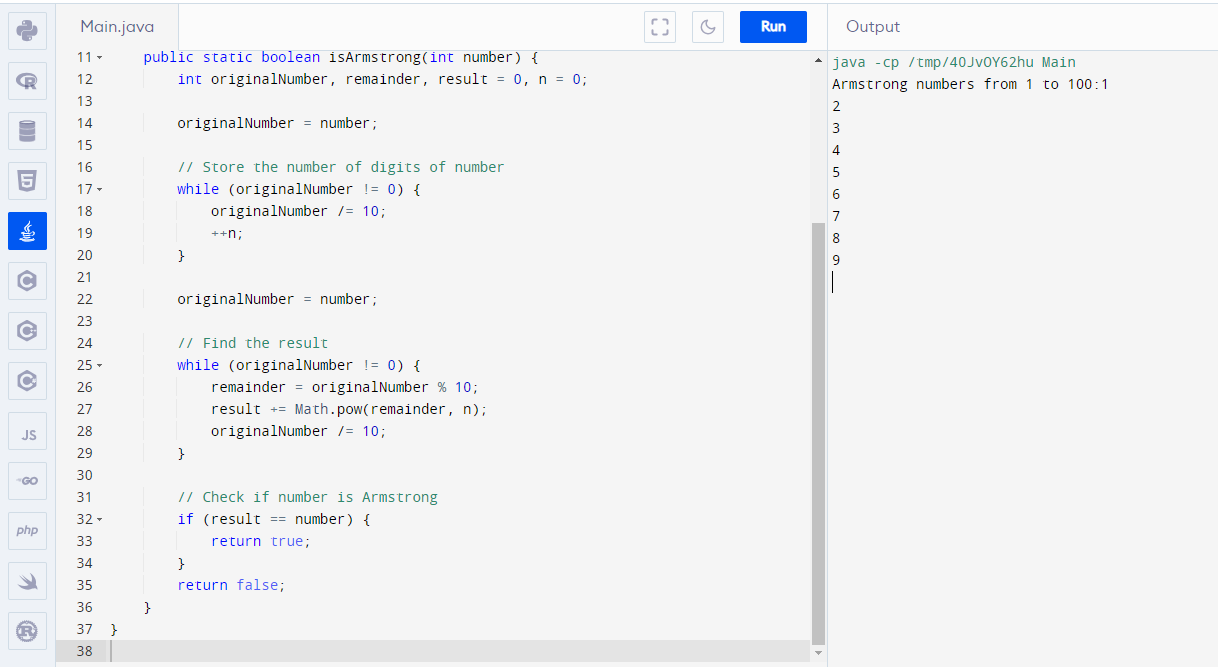 Main.java
Run
Output
11 public static boolean isArmstrong(int number) {
12 int originalNumber, remainder, result = 0, n = 0;
13
14 originalNumber = number;
15
16 // Store the number of digits of number
17 while (originalNumber != 0) {
18 originalNumber /= 10;
19 ++n;
20 }
21
22 originalNumber = number;
23
24 // Find the result
25 while (originalNumber != 0) {
26 remainder = originalNumber % 10;
27 result += Math.pow(remainder, n);
28 originalNumber /= 10;
29 }
30
31 // Check if number is Armstrong
32 if (result == number) {
33 return true;
34 }
35 return false;
36 }
37 }
38
java -cp /tmp/4OJvOY62hu Main
Armstrong numbers from 1 to 100:1
2
3
4
5
6
7
8
9
R
5
C
C
C
JS
GO
php
R